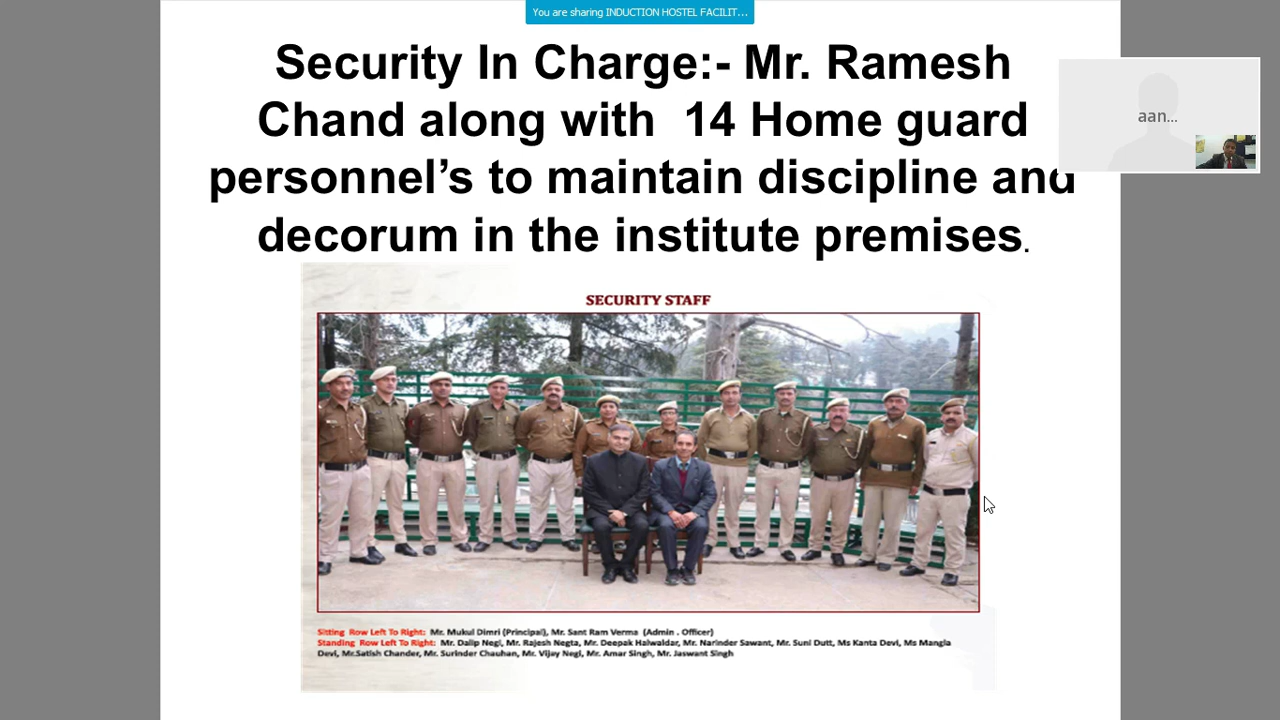 You are sharing INDUCTION HOSTEL FACILIT...
Security In Charge:- Mr. Ramesh
Chand along with 14 Home guard
personnel’s to maintain discipline and
decorum in the institute premises.
aan...
SECURITY STAFF
Sitting Row Left To Right: Mr. Mukul Dimri (Principal), Mr. Sant Ram Verma (Admin . Officer)
Standing Row Left To Right: Mr. Dalip Negi, Mr. Rajesh Negta, Mr. Deepak Halwaldar, Mr. Narinder Sawant, Mr. Suni Dutt, Ms Kanta Devi, Ms Mangla
Devi, Mr.Satish Chander, Mr. Surinder Chauhan, Mr. Vijay Negi, Mr. Amar Singh, Mr. Jaswant Singh